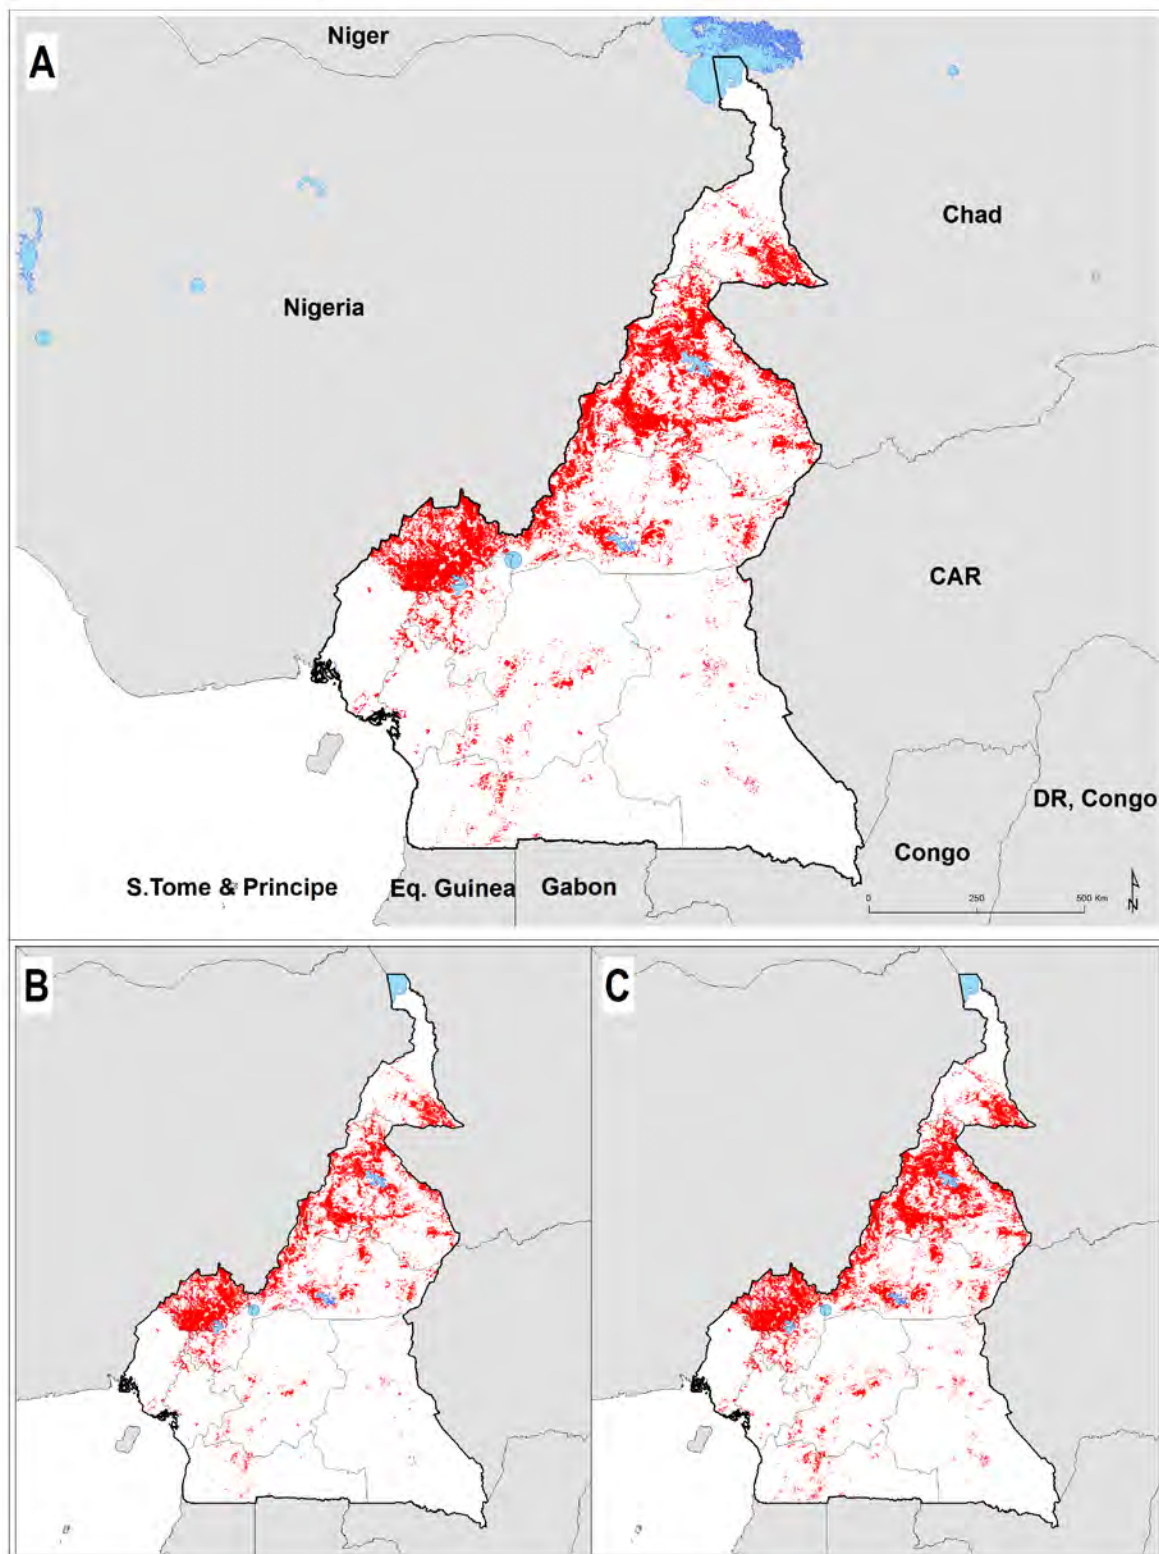 A
Niger
Chad
Nigeria
CAR
DR, Congo
Congo
S.Tome & Principe
Eq. Guinea
Gabon
0
250
500 Km
N
B
C